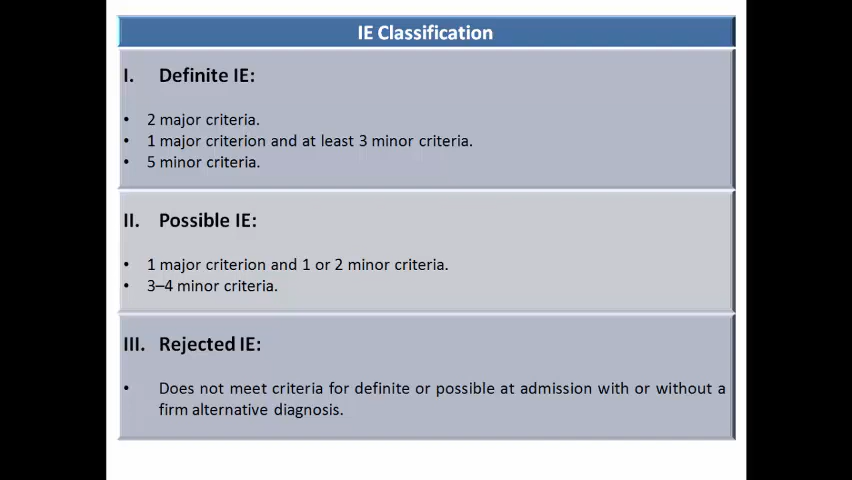 IE Classification
I. Definite IE:
• 2 major criteria.
• 1 major criterion and at least 3 minor criteria.
• 5 minor criteria.
II. Possible IE:
• 1 major criterion and 1 or 2 minor criteria.
• 3–4 minor criteria.
III. Rejected IE:
• Does not meet criteria for definite or possible at admission with or without a
firm alternative diagnosis.